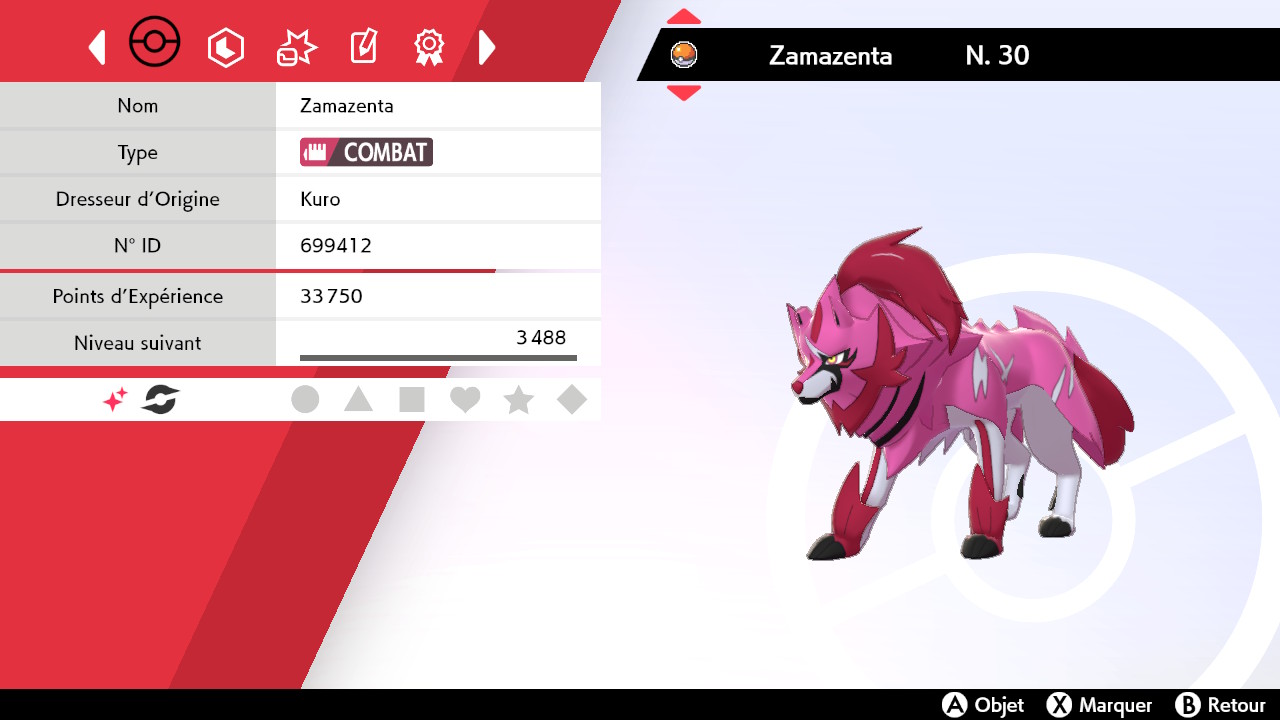 Zamazenta N. 30
Nom Zamazenta
Type COMBAT
Dresseur d'Origine Kuro
N° ID 699412
Points d'Expérience 33 750
Niveau suivant 3 488
A Objet X Marquer B Retour